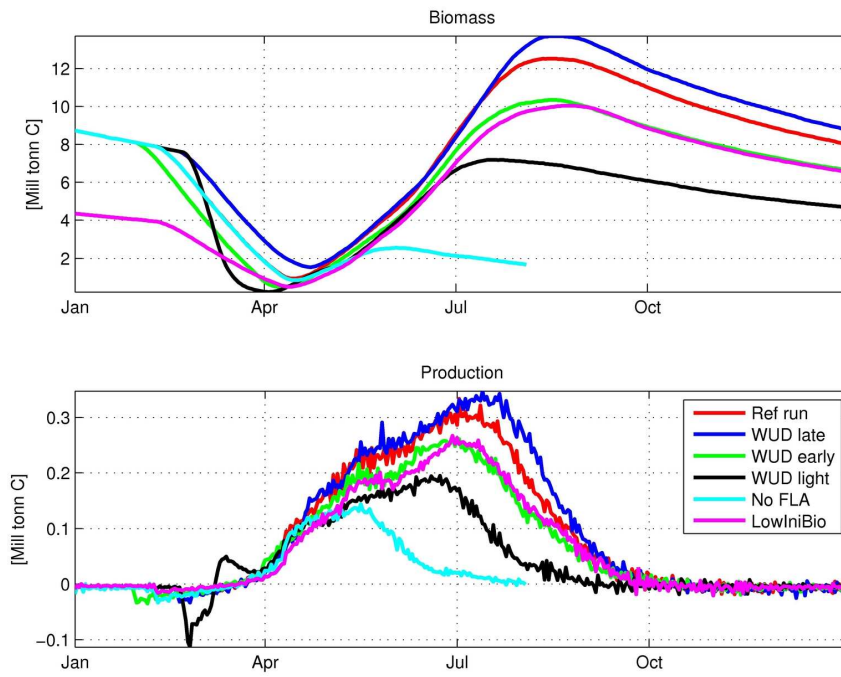 Biomass
[Mill tonn C]
12
10
8
6
4
2
Jan
Apr
Jul
Oct
Production
[Mill tonn C]
0.3
0.2
0.1
0
−0.1
Ref run
WUD late
WUD early
WUD light
No FLA
LowIniBio
Jan
Apr
Jul
Oct